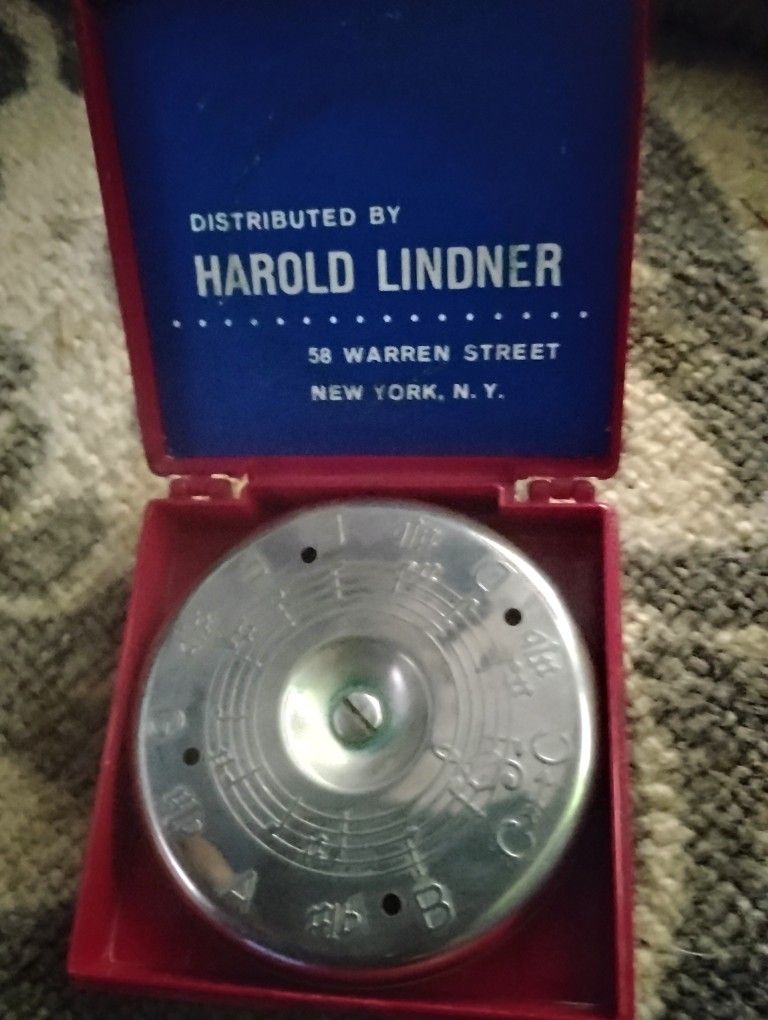 DISTRIBUTED BY
HAROLD LINDNER
58 WARREN STREET
NEW YORK, N. Y.
D
C
C
A
B